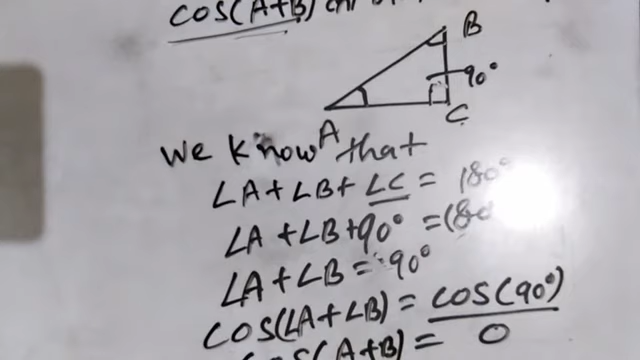 COS(A+B)
B
90°
A
C
We know that
∠A+∠B+∠C = 180°
∠A+∠B+90° = 180
∠A+∠B = 90°
COS(∠A+∠B) = COS(90°)
COS(A+B) = 0